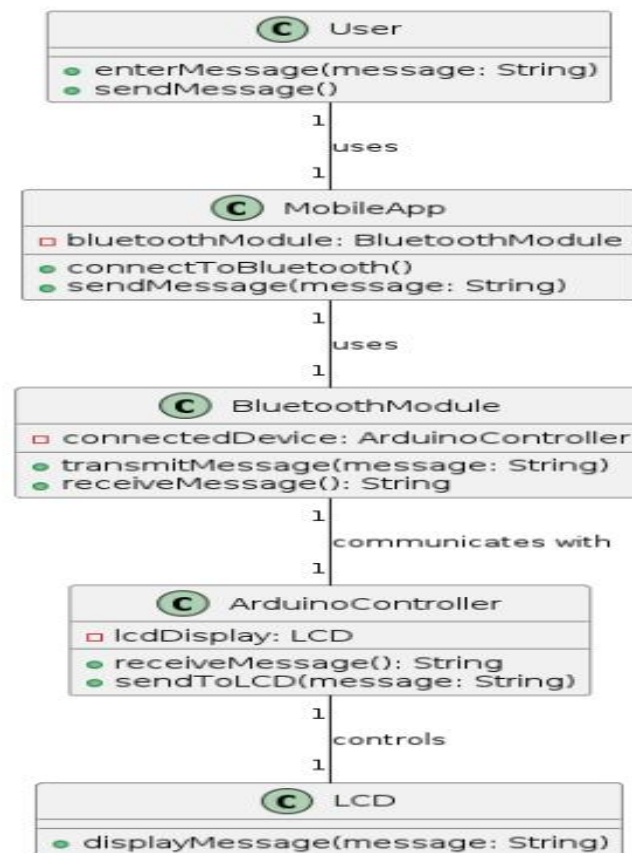 C User
enterMessage(message: String)
sendMessage()
1
uses
1
C MobileApp
bluetoothModule: BluetoothModule
connectToBluetooth()
sendMessage(message: String)
1
uses
1
C BluetoothModule
connectedDevice: ArduinoController
transmitMessage(message: String)
receiveMessage(): String
1
communicates with
1
C ArduinoController
lcdDisplay: LCD
receiveMessage(): String
sendToLCD(message: String)
1
controls
1
C LCD
displayMessage(message: String)